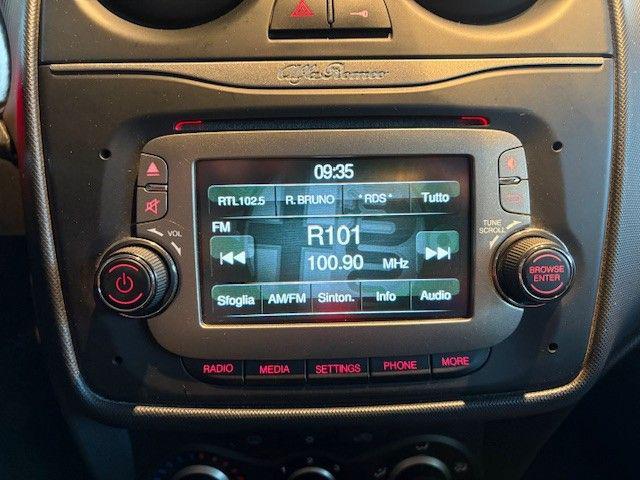 Alfa Romeo
09:35
RTL102.5 R. BRUNO *RDS* Tutto
FM
R101
100.90 MHz
Sfoglia AM/FM Sinton. Info Audio
VOL
TUNE
SCROLL
BROWSE
ENTER
RADIO MEDIA SETTINGS PHONE MORE